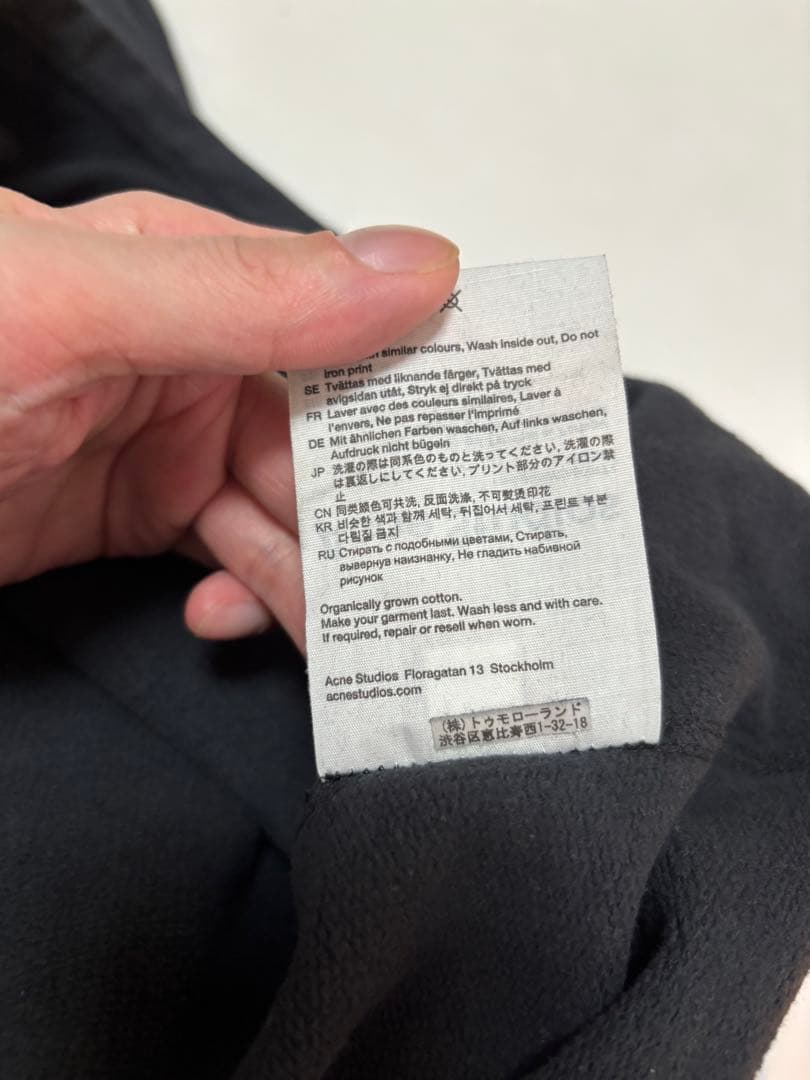 similar colours, Wash inside out, Do not
iron print
SE Tvättas med liknande färger, Tvättas med
avigsidan utåt, Stryk ej direkt på tryck
FR Laver avec des couleurs similaires, Laver à
l'envers, Ne pas repasser l'imprimé
DE Mit ähnlichen Farben waschen, Auf links waschen,
Aufdruck nicht bügeln
JP 洗濯の際は同系色のものと洗ってください, 洗濯の際
は裏返しにしてください, プリント部分のアイロン禁
止
CN 同类颜色可共洗, 反面洗涤, 不可熨烫印花
KR 비슷한 색과 함께 세탁, 뒤집어서 세탁, 프린트 부분
다림질 금지
RU Стирать с подобными цветами, Стирать,
вывернув наизнанку, Не гладить набивной
рисунок
Organically grown cotton.
Make your garment last. Wash less and with care.
If required, repair or resell when worn.
Acne Studios Floragatan 13 Stockholm
acnestudios.com
(株)トゥモローランド
渋谷区恵比寿西1-32-18